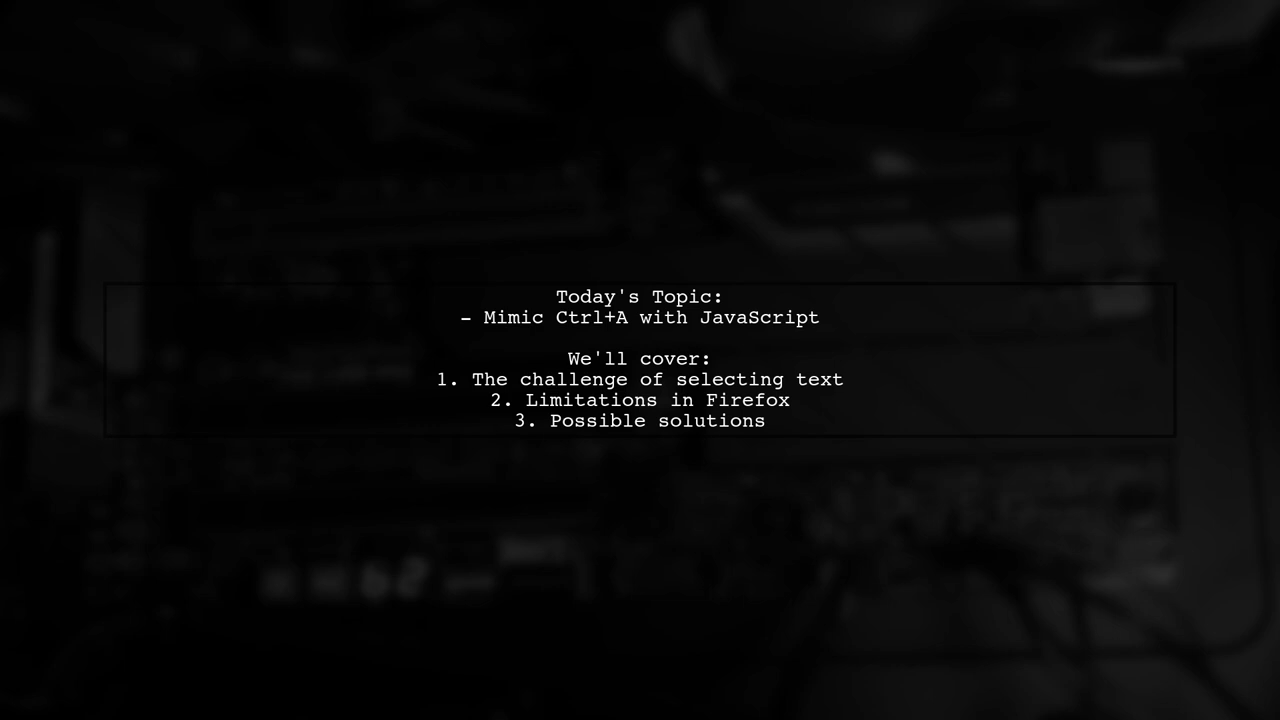 Today's Topic:
– Mimic Ctrl+A with JavaScript
We'll cover:
1. The challenge of selecting text
2. Limitations in Firefox
3. Possible solutions